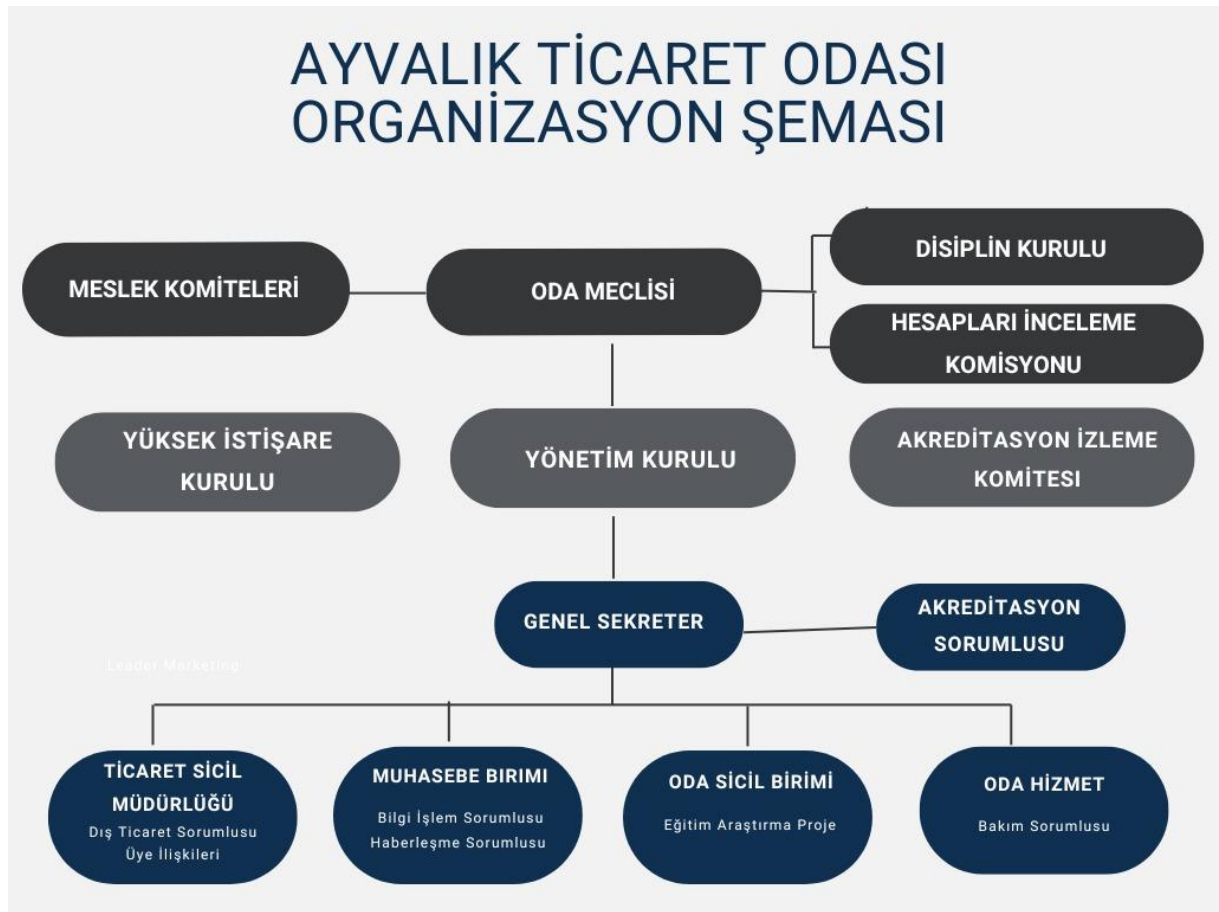 AYVALIK TİCARET ODASI
ORGANİZASYON ŞEMASI
MESLEK KOMİTELERİ
ODA MECLİSİ
DİSİPLİN KURULU
HESAPLARI İNCELEME
KOMİSYONU
YÜKSEK İSTİŞARE
KURULU
YÖNETİM KURULU
AKREDİTASYON İZLEME
KOMİTESI
GENEL SEKRETER
AKREDİTASYON
SORUMLUSU
Leader Marketing
TİCARET SİCİL
MÜDÜRLÜĞÜ
Dış Ticaret Sorumlusu
Üye İlişkileri
MUHASEBE BIRIMI
Bilgi İşlem Sorumlusu
Haberleşme Sorumlusu
ODA SİCİL BİRİMİ
Eğitim Araştırma Proje
ODA HİZMET
Bakım Sorumlusu